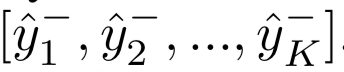 [ŷ₁⁻, ŷ₂⁻, ..., ŷ_K⁻].